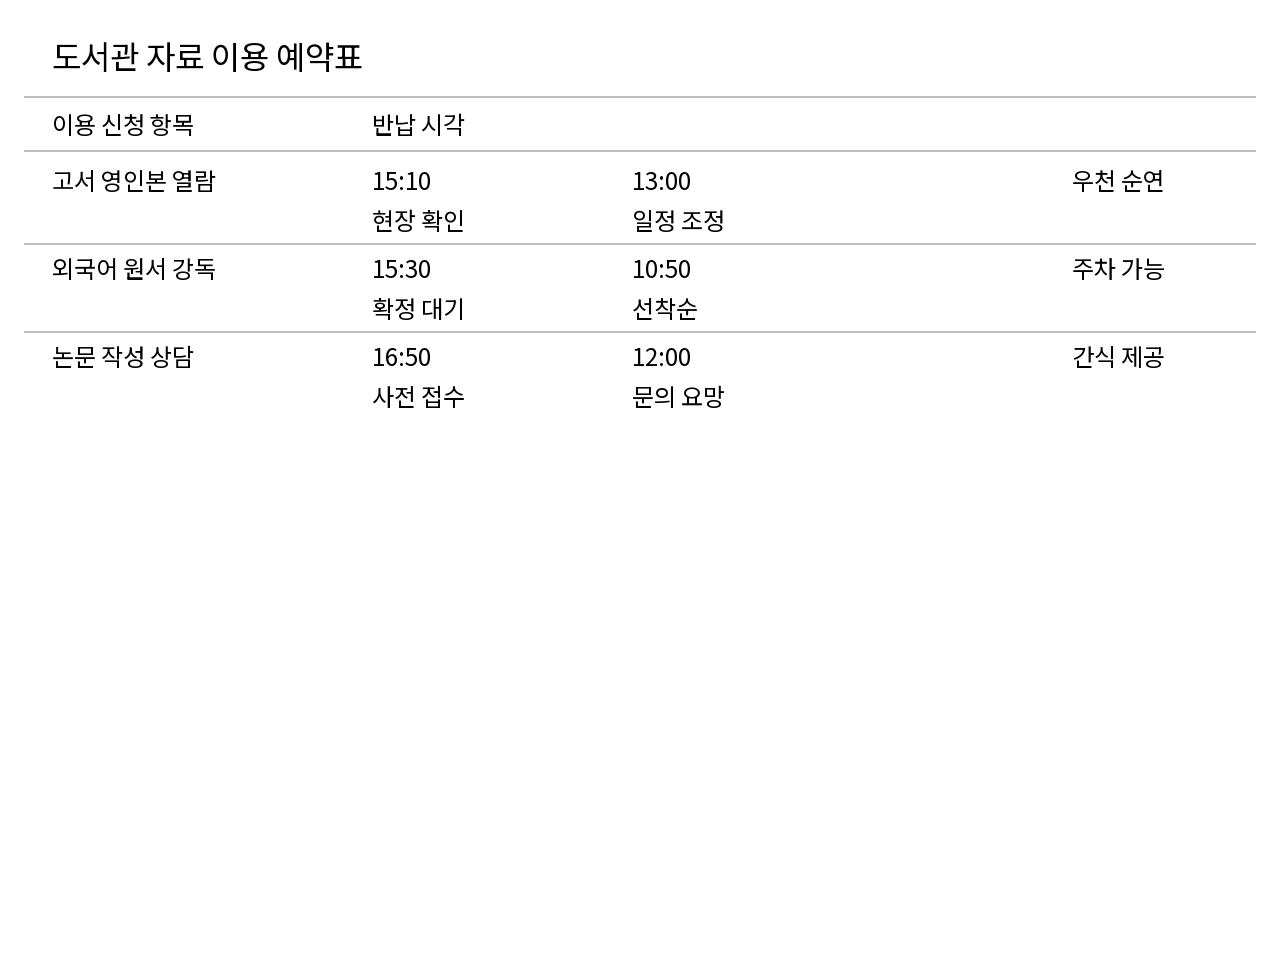 도서관 자료 이용 예약표
이용 신청 항목 반납 시각
고서 영인본 열람 15:10 13:00 우천 순연
현장 확인 일정 조정
외국어 원서 강독 15:30 10:50 주차 가능
확정 대기 선착순
논문 작성 상담 16:50 12:00 간식 제공
사전 접수 문의 요망